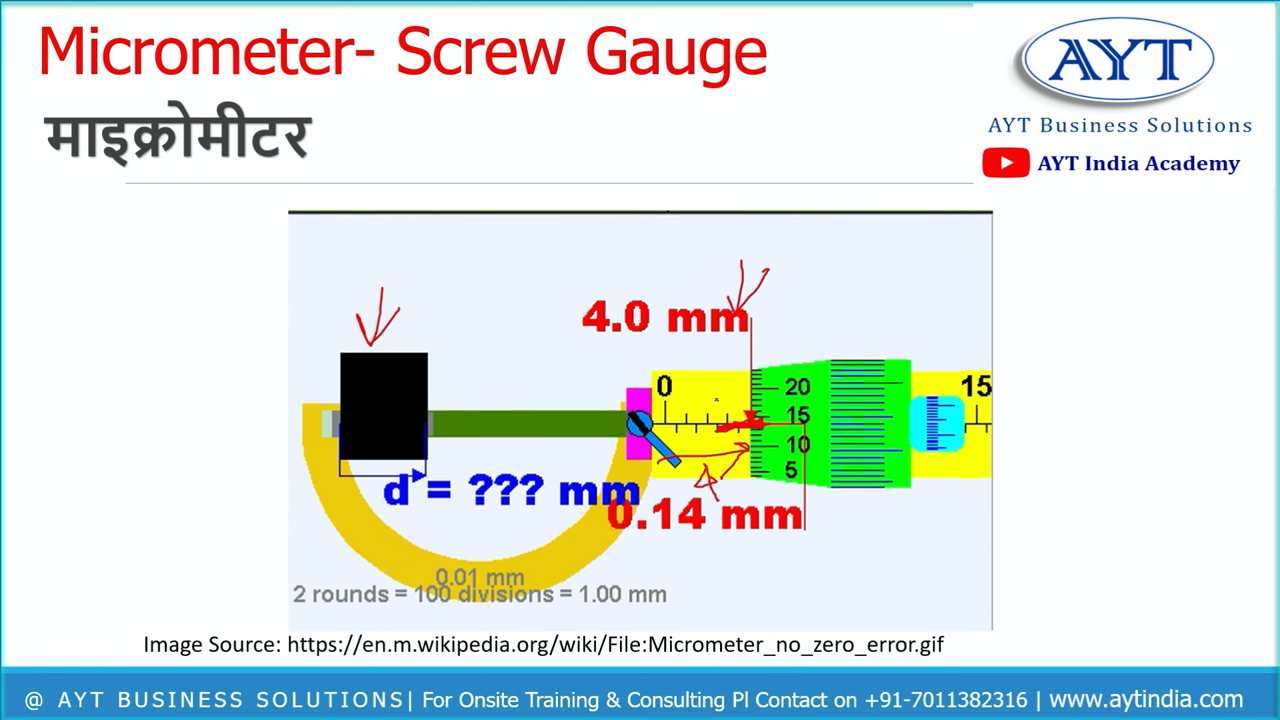 Micrometer- Screw Gauge
माइक्रोमीटर
AYT
AYT Business Solutions
AYT India Academy
4.0 mm
0
20
15
10
5
15
4
d = ??? mm
0.14 mm
0.01 mm
2 rounds = 100 divisions = 1.00 mm
Image Source: https://en.m.wikipedia.org/wiki/File:Micrometer_no_zero_error.gif
@ AYT BUSINESS SOLUTIONS| For Onsite Training & Consulting Pl Contact on +91-7011382316 | www.aytindia.com